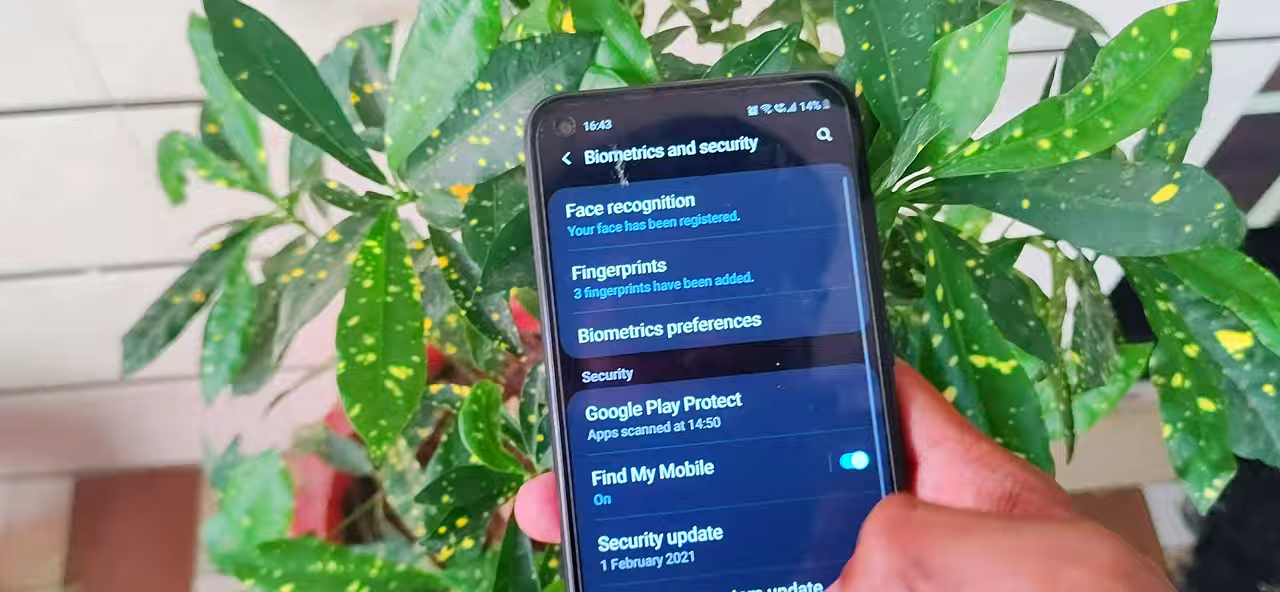 16:43
14%
Biometrics and security
Face recognition
Your face has been registered.
Fingerprints
3 fingerprints have been added.
Biometrics preferences
Security
Google Play Protect
Apps scanned at 14:50
Find My Mobile
On
Security update
1 February 2021
update